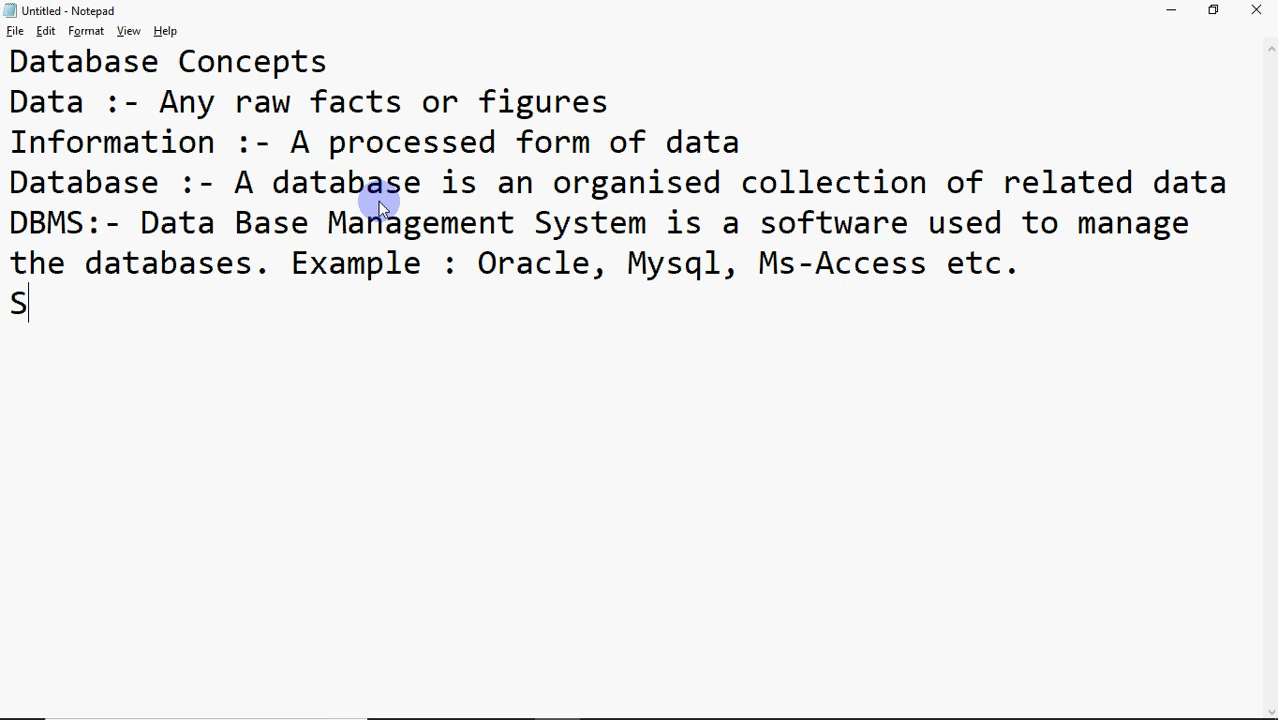 Untitled - Notepad
File Edit Format View Help
Database Concepts
Data :- Any raw facts or figures
Information :- A processed form of data
Database :- A database is an organised collection of related data
DBMS:- Data Base Management System is a software used to manage
the databases. Example : Oracle, Mysql, Ms-Access etc.
S